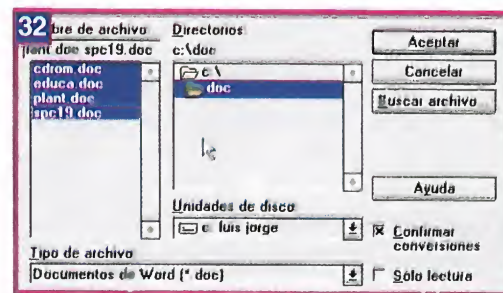 32
bre de archivo
plant doc spc19.doc
cdrom.doc
educa.doc
plant.doc
spc19.doc
Tipo de archivo
Documentos de Word (*.doc)
Directorios
c:\doc
c:\
doc
Unidades de disco
c: luis jorge
Aceptar
Cancelar
Buscar archivo
Ayuda
Confirmar
conversiones
Sólo lectura